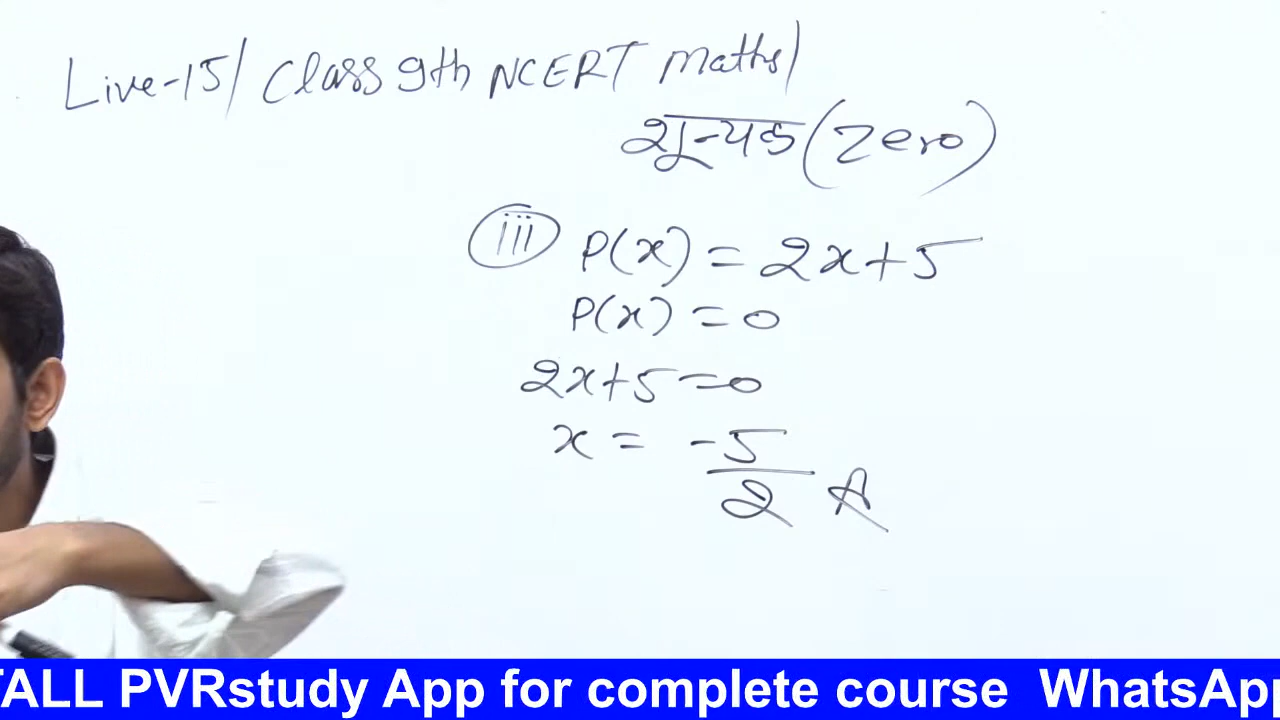 Live-15/ Class 9th NCERT Maths/
शून्यक (Zero)
iii P(x) = 2x+5
P(x) = 0
2x+5=0
x = -5/2 A
TALL PVRstudy App for complete course WhatsApp